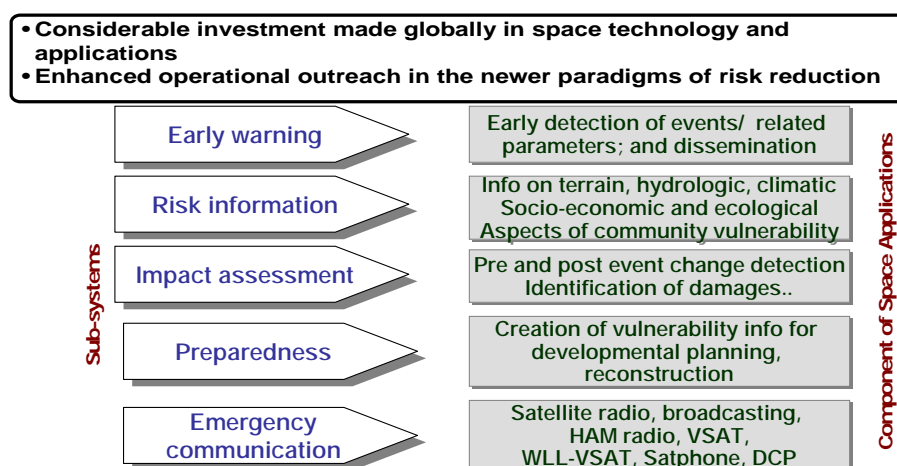 • Considerable investment made globally in space technology and
applications
• Enhanced operational outreach in the newer paradigms of risk reduction
Sub-systems
Component of Space Applications
Early warning
Early detection of events/ related
parameters; and dissemination
Risk information
Info on terrain, hydrologic, climatic
Socio-economic and ecological
Aspects of community vulnerability
Impact assessment
Pre and post event change detection
Identification of damages..
Preparedness
Creation of vulnerability info for
developmental planning,
reconstruction
Emergency
communication
Satellite radio, broadcasting,
HAM radio, VSAT,
WLL-VSAT, Satphone, DCP